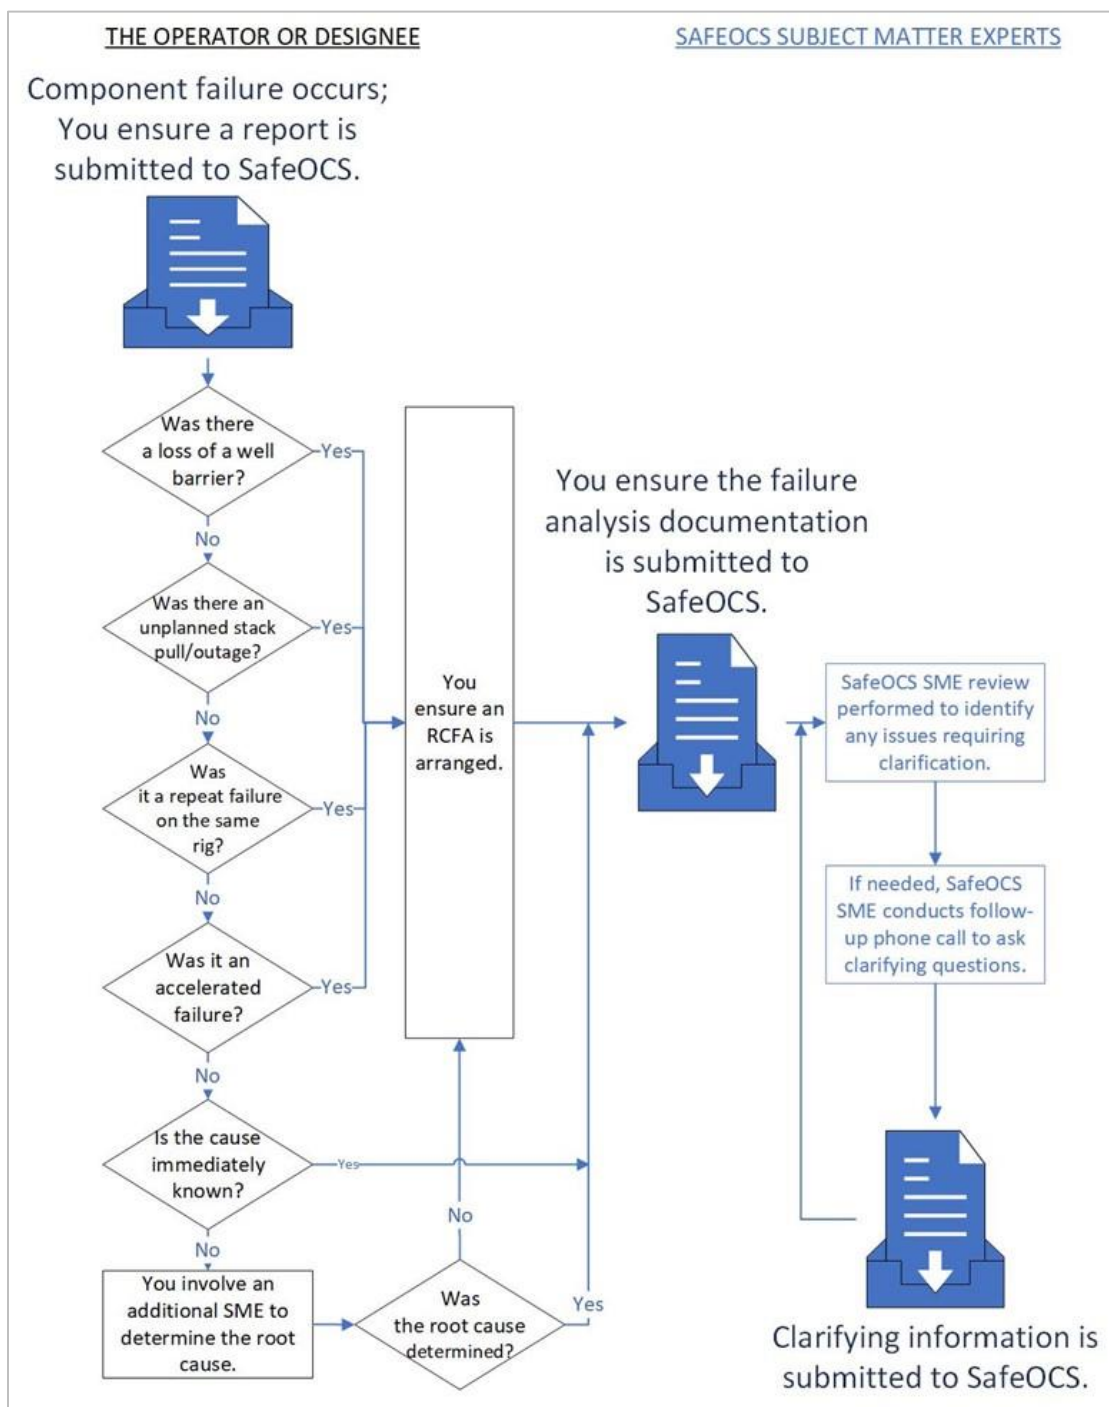 THE OPERATOR OR DESIGNEE
SAFEOCS SUBJECT MATTER EXPERTS
Component failure occurs;
You ensure a report is
submitted to SafeOCS.
Was there
a loss of a well
barrier?
Yes
No
Was there an
unplanned stack
pull/outage?
Yes
No
Was
it a repeat failure
on the same
rig?
Yes
No
Was it an
accelerated
failure?
Yes
No
Is the cause
immediately
known?
Yes
No
You involve an
additional SME to
determine the root
cause.
Was
the root cause
determined?
No
Yes
You
ensure an
RCFA is
arranged.
You ensure the failure
analysis documentation
is submitted to
SafeOCS.
SafeOCS SME review
performed to identify
any issues requiring
clarification.
If needed, SafeOCS
SME conducts follow-
up phone call to ask
clarifying questions.
Clarifying information is
submitted to SafeOCS.